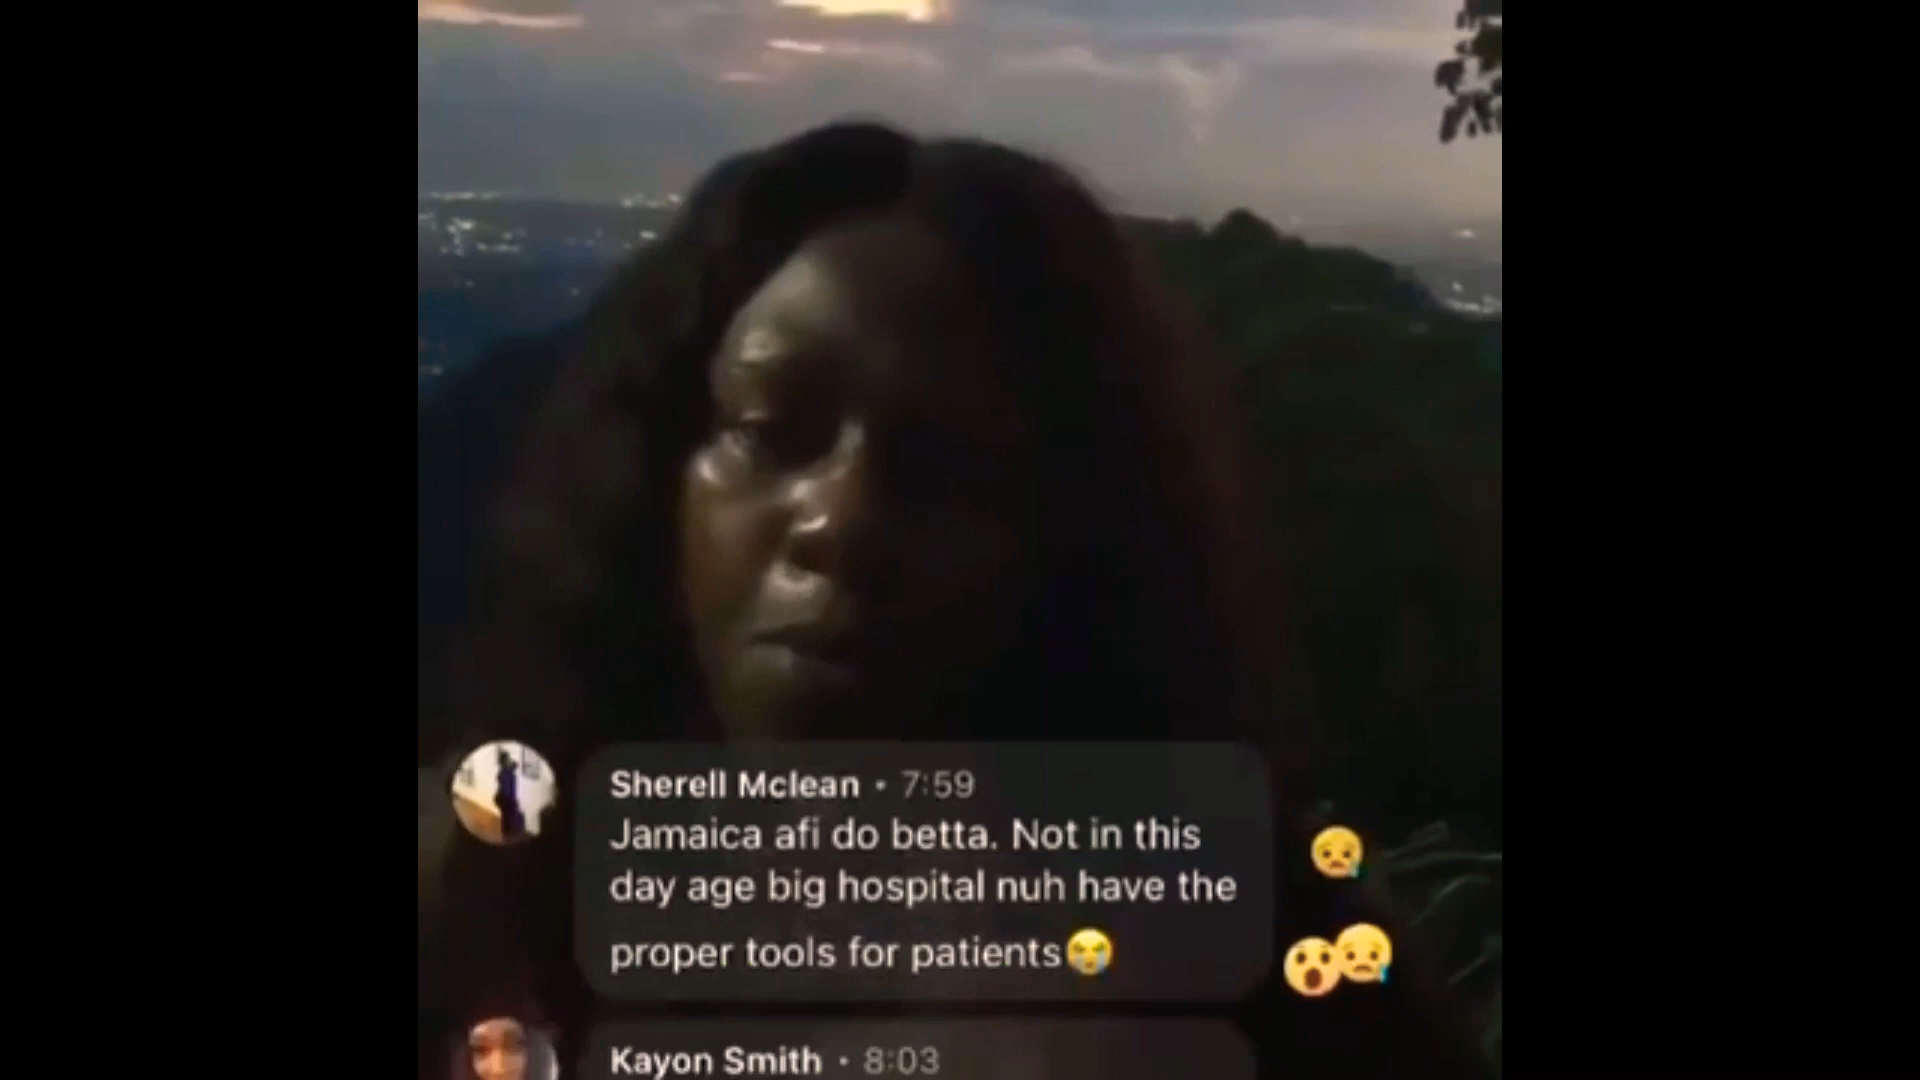 Sherell Mclean • 7:59
Jamaica afi do betta. Not in this
day age big hospital nuh have the
proper tools for patients😭
Kayon Smith • 8:03